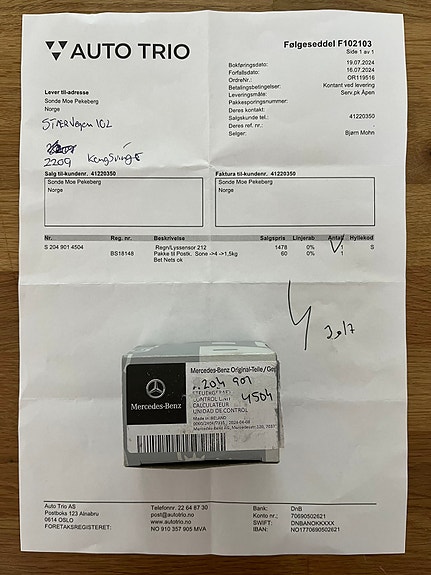 AUTO TRIO
Følgeseddel F102103
Side 1 av 1
Bokføringsdato 19.07.2024
Forfallsdato: 16.07.2024
OrdreNr.: OR119516
Betalingsbetingelser: Kontant ved levering
Leveringsmåte: Serv.pk Åpen
Pakkesporingsnummer:
Deres kontakt:
Salgskunde tel.: 41220350
Deres ref. nr.:
Selger: Bjørn Mohn
Lever til-adresse
Sonde Moe Pekeberg
Norge
2209 Kongsvinger
Salg til-kundenr. 41220350
Sonde Moe Pekeberg
Norge
Faktura til-kundenr. 41220350
Sonde Moe Pekeberg
Norge
Nr. Reg. nr. Beskrivelse Salgspris Linjerab Antall Hyllekod
S 204 901 4504 Regn/Lyssensor 212 1478 0% 1 S
BS18148 Pakke til Postk. Sone ->4 ->1,5kg 60 0% 1
Bet Nets ok
Mercedes-Benz Original-Teile
204 901
4504
STEUERGERAET
CONTROL UNIT
CALCULATEUR
UNIDAD DE CONTROL
Made in IRELAND
Mercedes-Benz
Auto Trio AS
Postboks 123 Alnabru
0614 OSLO
FORETAKSREGISTERET:
Telefonnr. 22 64 87 30
post@autotrio.no
www.autotrio.no
NO 910 357 905 MVA
Bank: DnB
Konto nr.: 70690502621
SWIFT: DNBANOKKXXX
IBAN: NO1770690502621